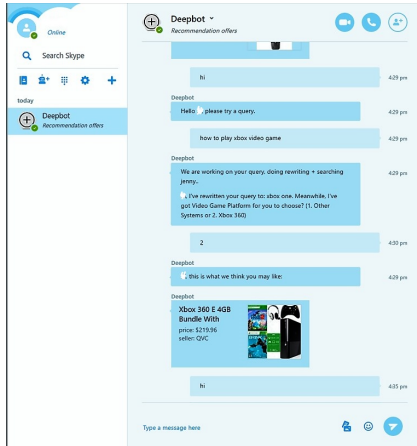 Deepbot
Recommendation offers
Online
Search Skype
today
Deepbot
Recommendation offers
hi
4:29 pm
Deepbot
Hello , please try a query.
4:29 pm
how to play xbox video game
4:29 pm
Deepbot
We are working on your query, doing rewriting + searching
jenny..
4:29 pm
, I've rewritten your query to: xbox one. Meanwhile, I've
got Video Game Platform for you to choose? (1. Other
Systems or 2. Xbox 360)
2
4:30 pm
Deepbot
, this is what we think you may like:
4:29 pm
Deepbot
Xbox 360 E 4GB
Bundle With
price: $219.96
seller: QVC
hi
4:35 pm
Type a message here